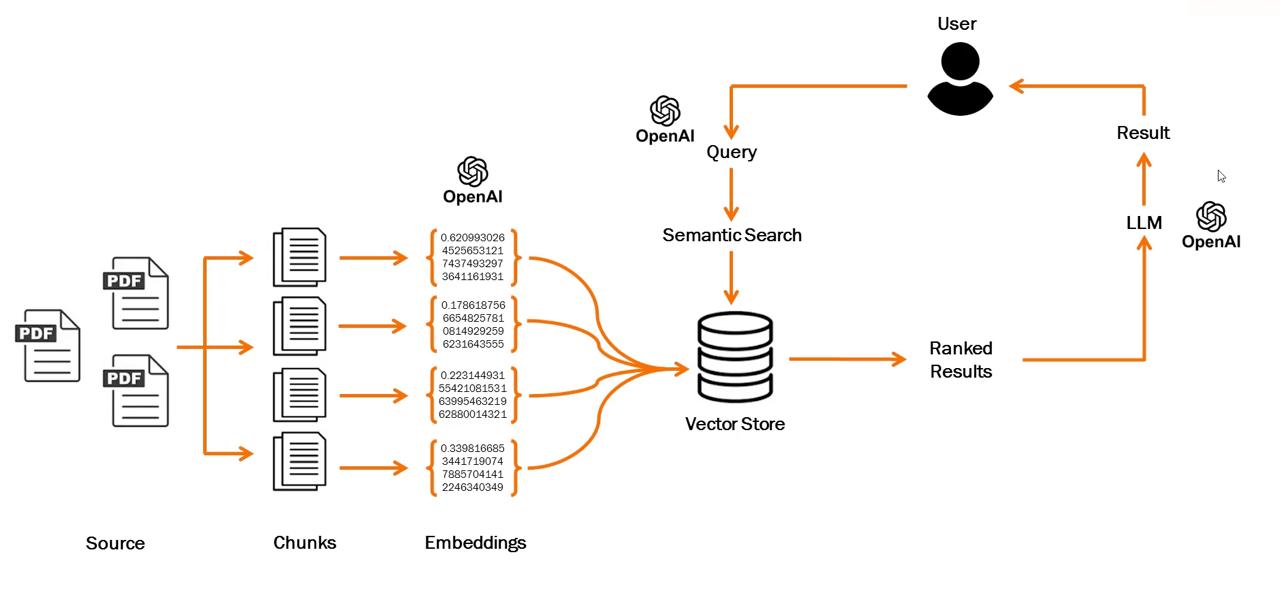 User
OpenAI
Query
Result
OpenAI
Semantic Search
LLM
OpenAI
PDF
PDF
PDF
0.620993026
4525653121
7437493297
3641161931
0.178618756
6654825781
0814929259
6231643555
0.223144931
55421081531
63995463219
62880014321
0.339816685
3441719074
7885704141
2246340349
Vector Store
Ranked
Results
Source
Chunks
Embeddings